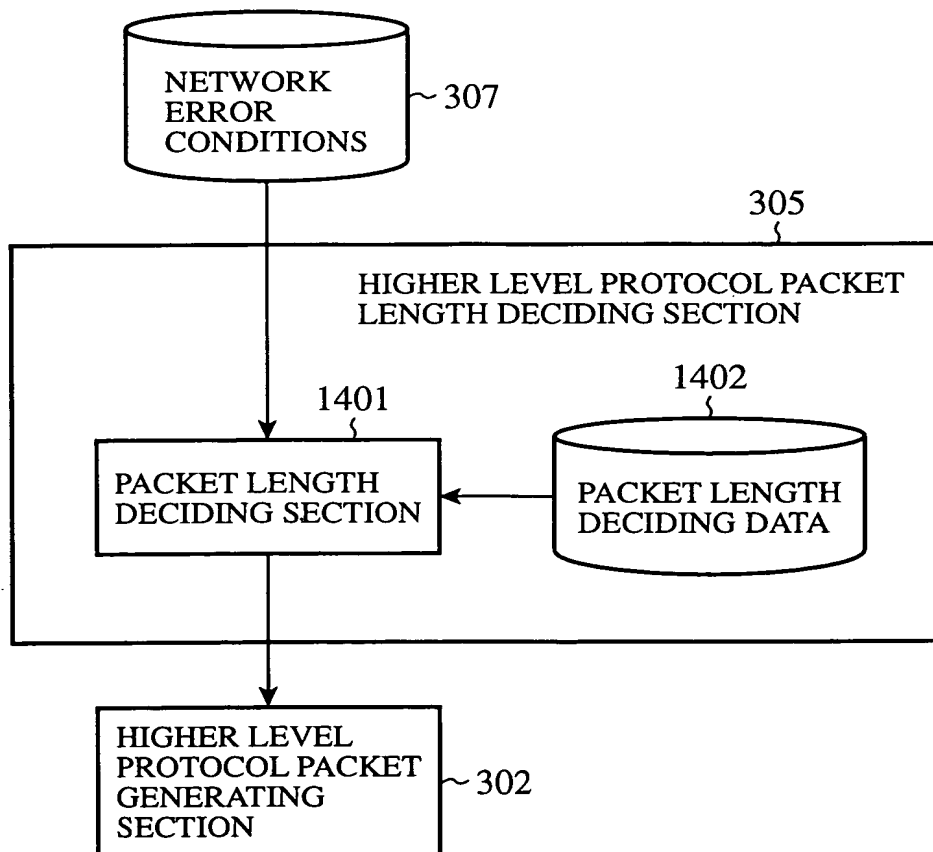 NETWORK
ERROR
CONDITIONS
307
305
HIGHER LEVEL PROTOCOL PACKET
LENGTH DECIDING SECTION
1401
1402
PACKET LENGTH
DECIDING SECTION
PACKET LENGTH
DECIDING DATA
HIGHER LEVEL
PROTOCOL PACKET
GENERATING
SECTION
302